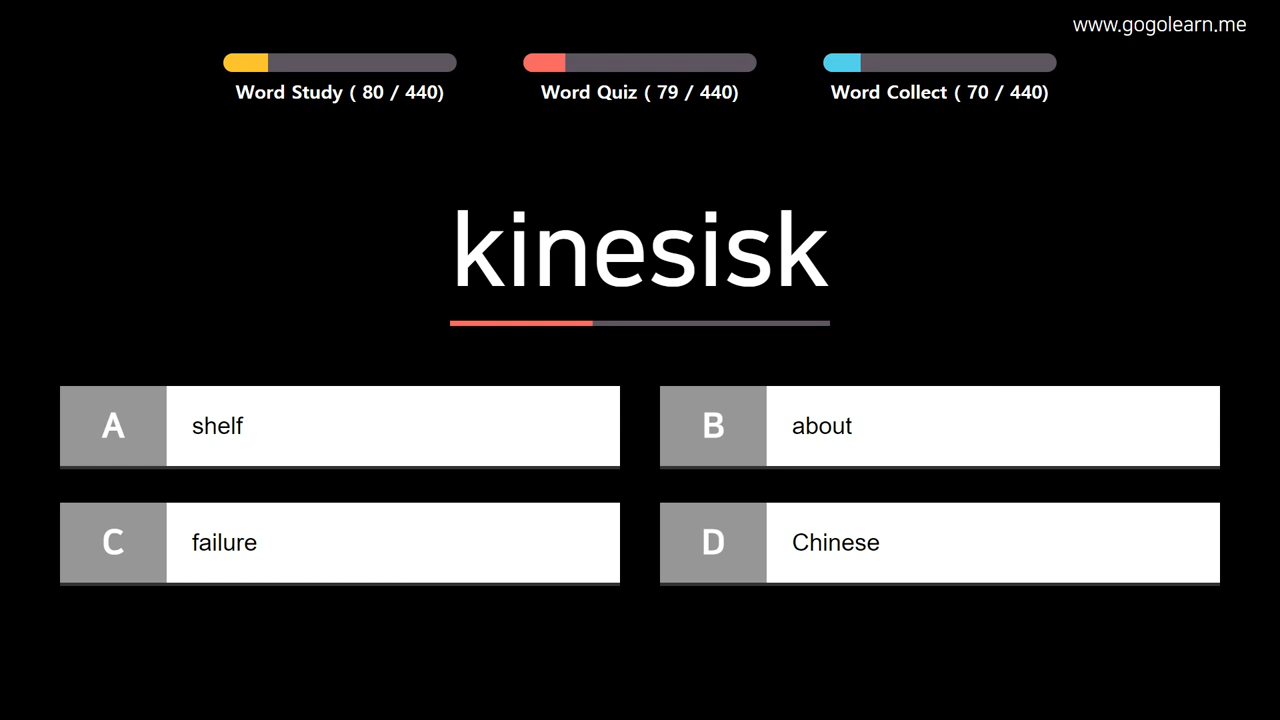 www.gogolearn.me
Word Study ( 80 / 440)
Word Quiz ( 79 / 440)
Word Collect ( 70 / 440)
kinesisk
A shelf
B about
C failure
D Chinese